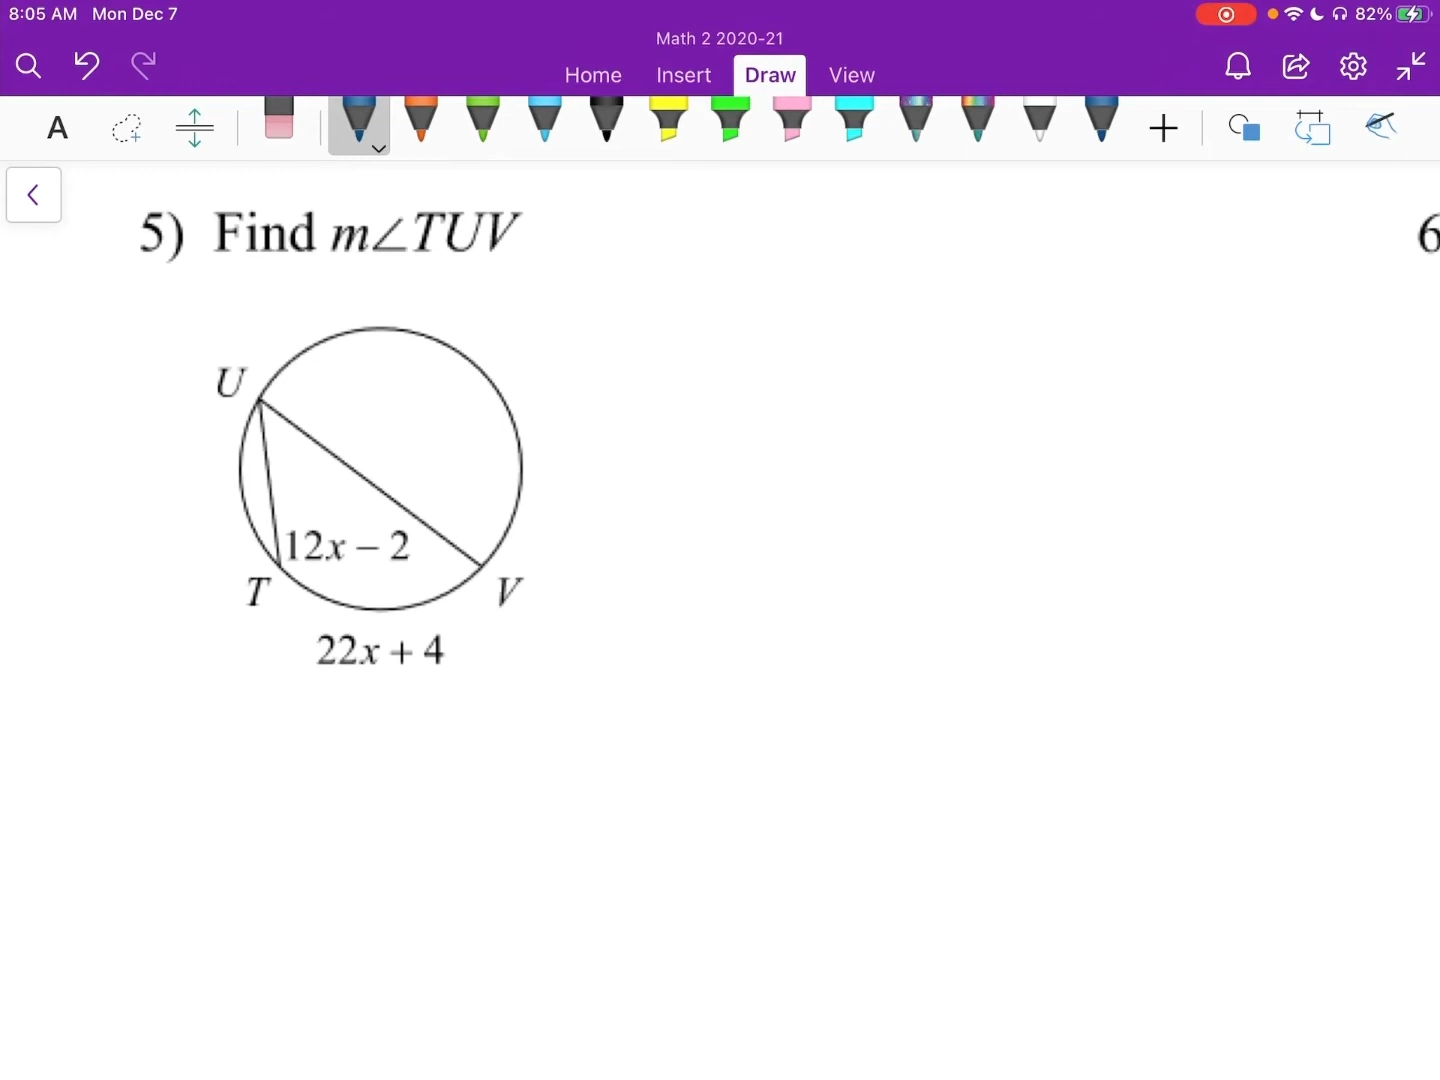 8:05 AM Mon Dec 7
82%
Math 2 2020-21
Home Insert Draw View
A
5) Find m∠TUV
6
U
12x – 2
T
V
22x + 4